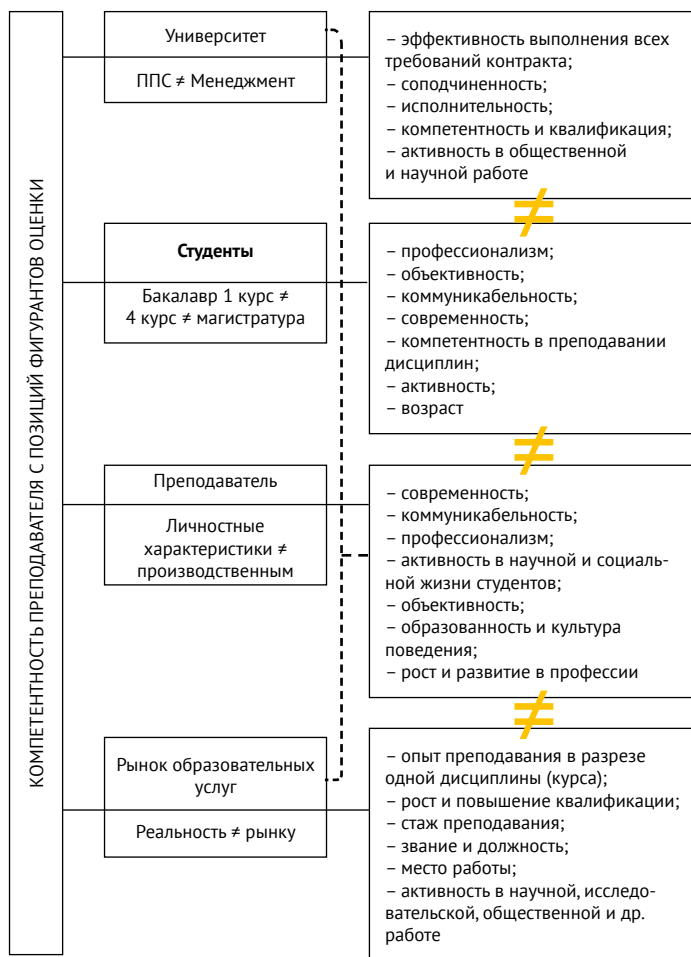 КОМПЕТЕНТНОСТЬ ПРЕПОДАВАТЕЛЯ С ПОЗИЦИЙ ФИГУРАНТОВ ОЦЕНКИ
Университет
ППС ≠ Менеджмент
– эффективность выполнения всех
требований контракта;
– соподчиненность;
– исполнительность;
– компетентность и квалификация;
– активность в общественной
и научной работе
≠
Студенты
Бакалавр 1 курс ≠
4 курс ≠ магистратура
– профессионализм;
– объективность;
– коммуникабельность;
– современность;
– компетентность в преподавании
дисциплин;
– активность;
– возраст
≠
Преподаватель
Личностные
характеристики ≠
производственным
– современность;
– коммуникабельность;
– профессионализм;
– активность в научной и социаль-
ной жизни студентов;
– объективность;
– образованность и культура
поведения;
– рост и развитие в профессии
≠
Рынок образовательных
услуг
Реальность ≠ рынку
– опыт преподавания в разрезе
одной дисциплины (курса);
– рост и повышение квалификации;
– стаж преподавания;
– звание и должность;
– место работы;
– активность в научной, исследо-
вательской, общественной и др.
работе